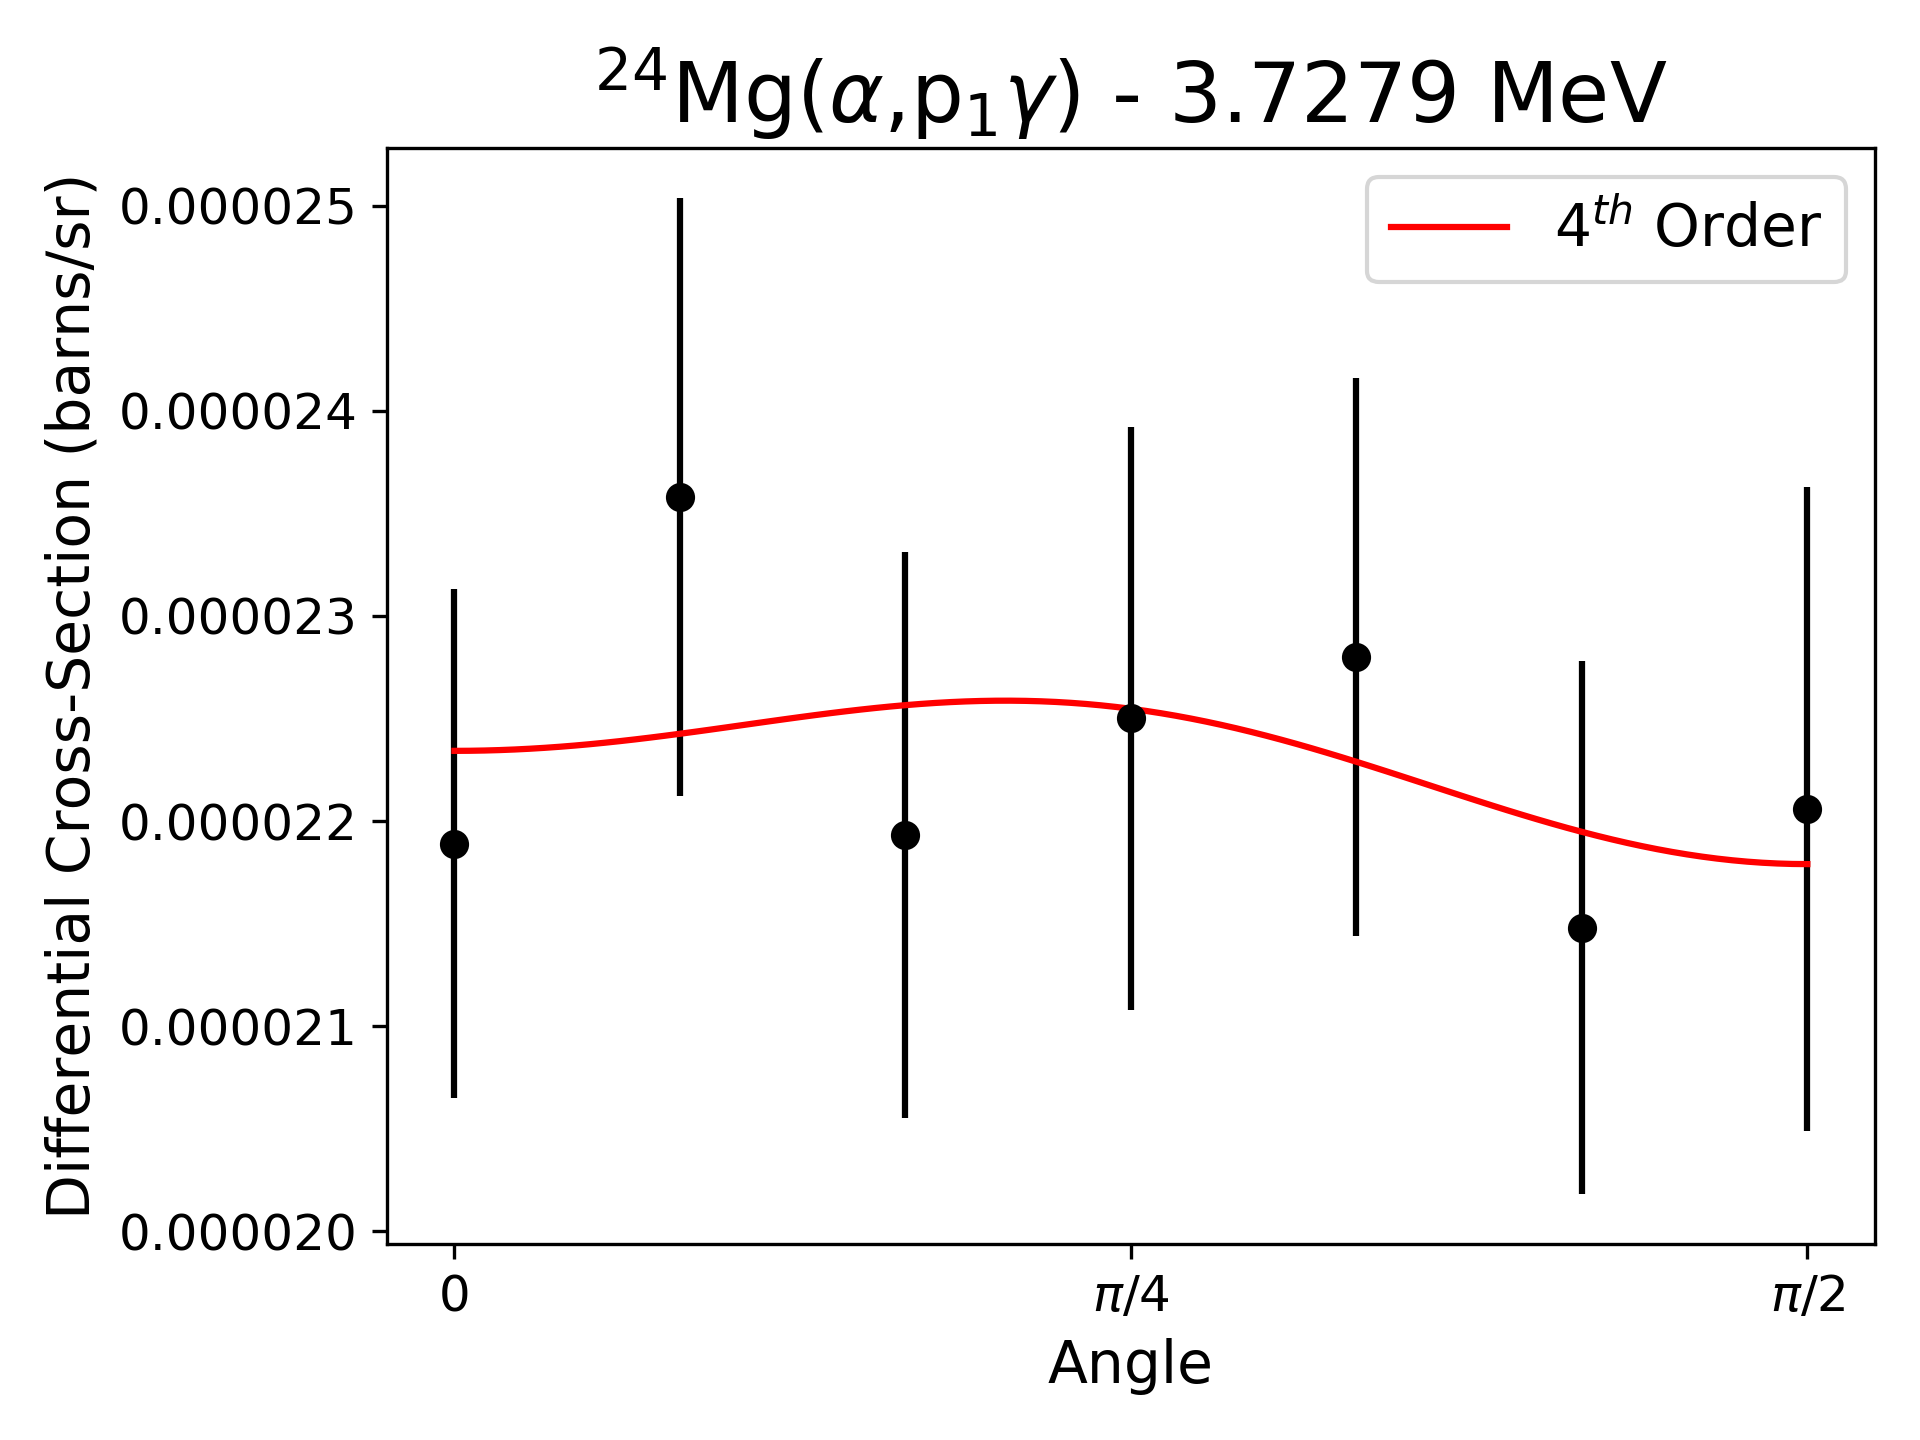 ²⁴Mg(α,p₁γ) - 3.7279 MeV
4ᵗʰ Order
Differential Cross-Section (barns/sr)
0.000025
0.000024
0.000023
0.000022
0.000021
0.000020
0 π/4 π/2
Angle